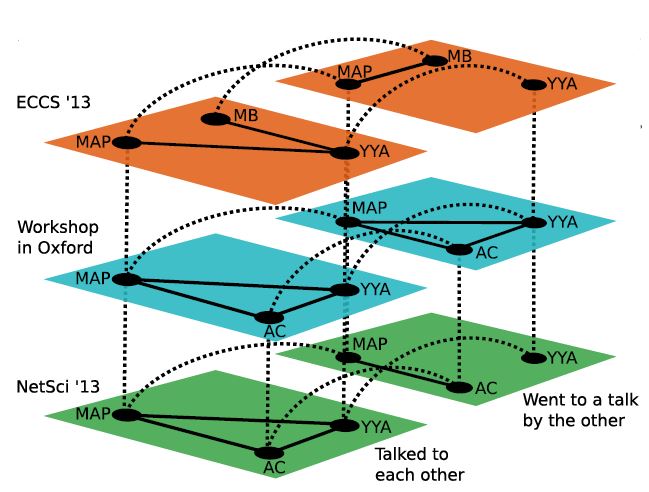 MB
MAP
YYA
ECCS '13
MB
MAP
YYA
MAP
Workshop
in Oxford
YYA
AC
MAP
YYA
AC
MAP
NetSci '13
YYA
AC
MAP
YYA
AC
Went to a talk
by the other
Talked to
each other